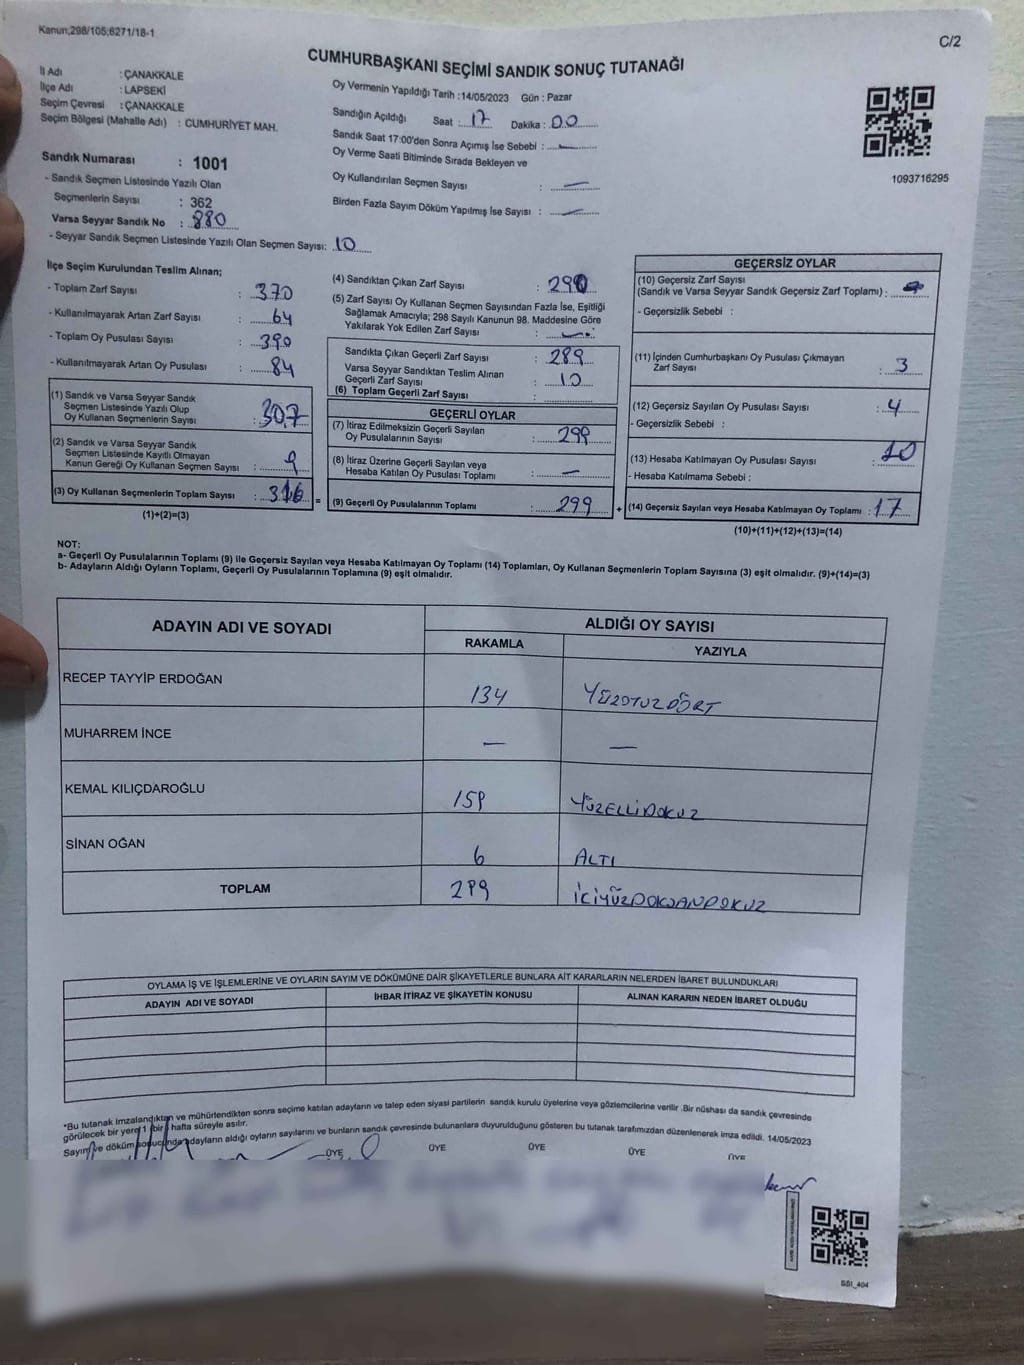 Kanun,298/105;6271/18-1
C/2
CUMHURBAŞKANI SEÇİMİ SANDIK SONUÇ TUTANAĞI
İl Adı : ÇANAKKALE
İlçe Adı : LAPSEKİ
Seçim Çevresi : ÇANAKKALE
Seçim Bölgesi (Mahalle Adı) : CUMHURİYET MAH.
Sandık Numarası : 1001
- Sandık Seçmen Listesinde Yazılı Olan
Seçmenlerin Sayısı : 362
Varsa Seyyar Sandık No : 880
- Seyyar Sandık Seçmen Listesinde Yazılı Olan Seçmen Sayısı: 10
Oy Vermenin Yapıldığı Tarih :14/05/2023 Gün : Pazar
Sandığın Açıldığı Saat : 17 Dakika : 00
Sandık Saat 17:00'den Sonra Açımış İse Sebebi : —
Oy Verme Saati Bitiminde Sırada Bekleyen ve
Oy Kullandırılan Seçmen Sayısı : —
Birden Fazla Sayım Döküm Yapılmış İse Sayısı : —
1093716295
İlçe Seçim Kurulundan Teslim Alınan;
- Toplam Zarf Sayısı : 370
- Kullanılmayarak Artan Zarf Sayısı : 64
- Toplam Oy Pusulası Sayısı : 390
- Kullanılmayarak Artan Oy Pusulası : 84
(1) Sandık ve Varsa Seyyar Sandık
Seçmen Listesinde Yazılı Olup
Oy Kullanan Seçmenlerin Sayısı : 307
(2) Sandık ve Varsa Seyyar Sandık
Seçmen Listesinde Kayıtlı Olmayan
Kanun Gereği Oy Kullanan Seçmen Sayısı : 9
(3) Oy Kullanan Seçmenlerin Toplam Sayısı : 316 =
(1)+(2)=(3)
(4) Sandıktan Çıkan Zarf Sayısı : 290
(5) Zarf Sayısı Oy Kullanan Seçmen Sayısından Fazla İse, Eşitliği
Sağlamak Amacıyla; 298 Sayılı Kanunun 98. Maddesine Göre
Yakılarak Yok Edilen Zarf Sayısı : —
Sandıkta Çıkan Geçerli Zarf Sayısı : 289
Varsa Seyyar Sandıktan Teslim Alınan
Geçerli Zarf Sayısı : 10
(6) Toplam Geçerli Zarf Sayısı :
GEÇERLİ OYLAR
(7) İtiraz Edilmeksizin Geçerli Sayılan
Oy Pusulalarının Sayısı : 299
(8) İtiraz Üzerine Geçerli Sayılan veya
Hesaba Katılan Oy Pusulası Toplamı : —
(9) Geçerli Oy Pusulalarının Toplamı : 299 +
GEÇERSİZ OYLAR
(10) Geçersiz Zarf Sayısı
(Sandık ve Varsa Seyyar Sandık Geçersiz Zarf Toplamı) :
- Geçersizlik Sebebi :
(11) İçinden Cumhurbaşkanı Oy Pusulası Çıkmayan
Zarf Sayısı : 3
(12) Geçersiz Sayılan Oy Pusulası Sayısı : 4
- Geçersizlik Sebebi :
(13) Hesaba Katılmayan Oy Pusulası Sayısı : 10
- Hesaba Katılmama Sebebi :
(14) Geçersiz Sayılan veya Hesaba Katılmayan Oy Toplamı : 17
(10)+(11)+(12)+(13)=(14)
NOT:
a- Geçerli Oy Pusulalarının Toplamı (9) ile Geçersiz Sayılan veya Hesaba Katılmayan Oy Toplamı (14) Toplamları, Oy Kullanan Seçmenlerin Toplam Sayısına (3) eşit olmalıdır. (9)+(14)=(3)
b- Adayların Aldığı Oyların Toplamı, Geçerli Oy Pusulalarının Toplamına (9) eşit olmalıdır.
ADAYIN ADI VE SOYADI ALDIĞI OY SAYISI
RAKAMLA YAZIYLA
RECEP TAYYİP ERDOĞAN 134 YÜZOTUZDÖRT
MUHARREM İNCE — —
KEMAL KILIÇDAROĞLU 159 YÜZELLİDOKUZ
SİNAN OĞAN 6 ALTI
TOPLAM 299 İCİYÜZDOKSANDOKUZ
OYLAMA İŞ VE İŞLEMLERİNE VE OYLARIN SAYIM VE DÖKÜMÜNE DAİR ŞİKAYETLERLE BUNLARA AİT KARARLARIN NELERDEN İBARET BULUNDUKLARI
ADAYIN ADI VE SOYADI İHBAR İTİRAZ VE ŞİKAYETİN KONUSU ALINAN KARARIN NEDEN İBARET OLDUĞU
*Bu tutanak imzalandıktan ve mühürlendikten sonra seçime katılan adayların ve talep eden siyasi partilerin sandık kurulu üyelerine veya gözlemcilerine verilir .Bir nüshası da sandık çevresinde
görülecek bir yere 1 (bir) hafta süreyle asılır.
Sayım ve döküm sonucunda adayların aldığı oyların sayılarını ve bunların sandık çevresinde bulunanlara duyurulduğunu gösteren bu tutanak tarafımızdan düzenlenerek imza edildi. 14/05/2023
ÜYE ÜYE ÜYE ÜYE ÜYE
SSI_404